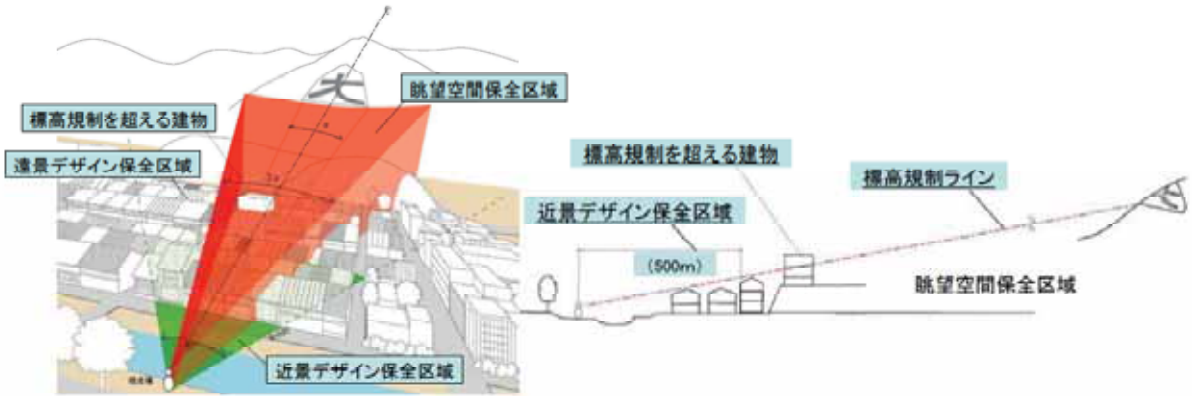 大
眺望空間保全区域
標高規制を超える建物
遠景デザイン保全区域
近景デザイン保全区域
標高規制を超える建物
標高規制ライン
近景デザイン保全区域
(500m)
眺望空間保全区域